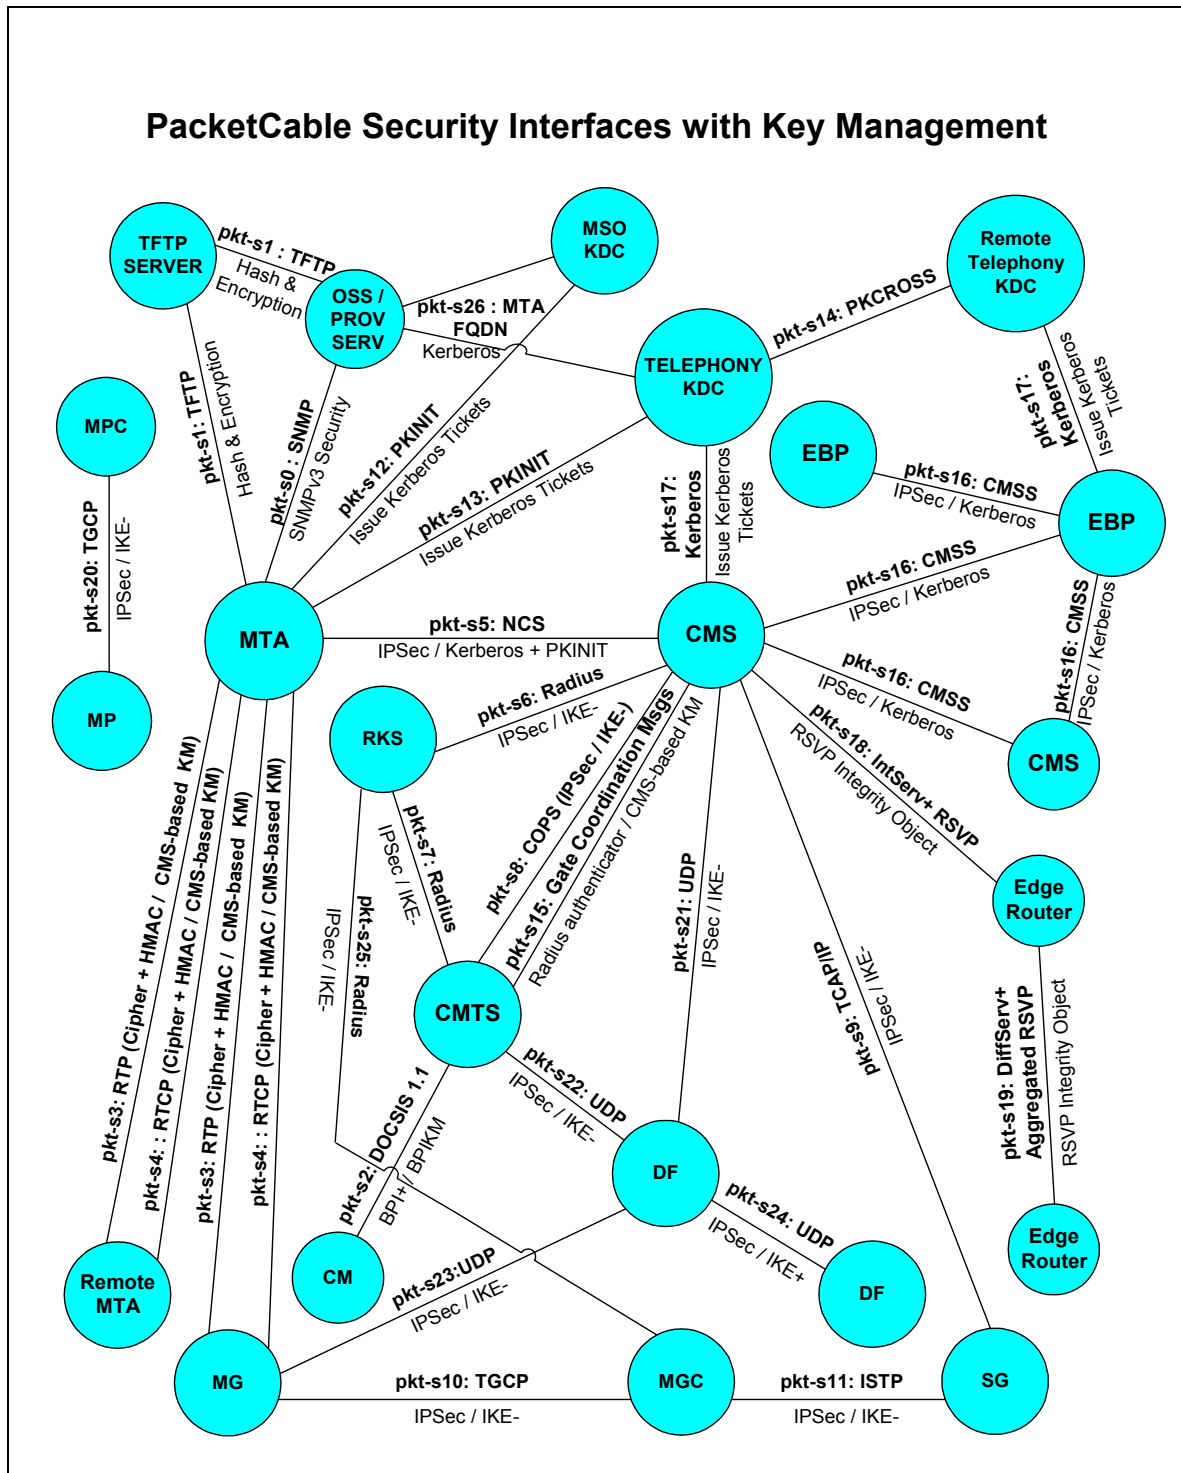 PacketCable Security Interfaces with Key Management
TFTP
SERVER
pkt-s1 : TFTP
Hash &
Encryption
OSS /
PROV
SERV
MSO
KDC
Remote
Telephony
KDC
pkt-s26 : MTA
FQDN
Kerberos
pkt-s14: PKCROSS
TELEPHONY
KDC
pkt-s1: TFTP
Hash & Encryption
pkt-s0 : SNMP
SNMPv3 Security
pkt-s12: PKINIT
Issue Kerberos Tickets
pkt-s13: PKINIT
Issue Kerberos Tickets
pkt-s17:
Kerberos
Issue Kerberos
Tickets
pkt-s17:
Kerberos
Issue Kerberos
Tickets
MPC
pkt-s20: TGCP
IPSec / IKE-
MP
EBP
pkt-s16: CMSS
IPSec / Kerberos
EBP
pkt-s16: CMSS
IPSec / Kerberos
pkt-s16: CMSS
IPSec / Kerberos
MTA
pkt-s5: NCS
IPSec / Kerberos + PKINIT
CMS
pkt-s16: CMSS
IPSec / Kerberos
CMS
pkt-s6: Radius
IPSec / IKE-
RKS
pkt-s18: IntServ+ RSVP
RSVP Integrity Object
pkt-s7: Radius
IPSec / IKE-
pkt-s8: COPS (IPSec / IKE-)
pkt-s15: Gate Coordination Msgs
Radius authenticator / CMS-based KM
pkt-s21: UDP
IPSec / IKE-
pkt-s9: TCAP/IP
IPSec / IKE-
pkt-s25: Radius
IPSec / IKE-
Edge
Router
pkt-s19: DiffServ+
Aggregated RSVP
RSVP Integrity Object
Edge
Router
pkt-s3: RTP (Cipher + HMAC / CMS-based KM)
pkt-s4: : RTCP (Cipher + HMAC / CMS-based KM)
pkt-s3: RTP (Cipher + HMAC / CMS-based KM)
pkt-s4: : RTCP (Cipher + HMAC / CMS-based KM)
CMTS
pkt-s22: UDP
IPSec / IKE-
pkt-s2: DOCSIS 1.1
BPI+ / BPIKM
DF
pkt-s24: UDP
IPSec / IKE+
DF
CM
pkt-s23:UDP
IPSec / IKE-
Remote
MTA
MG
pkt-s10: TGCP
IPSec / IKE-
MGC
pkt-s11: ISTP
IPSec / IKE-
SG